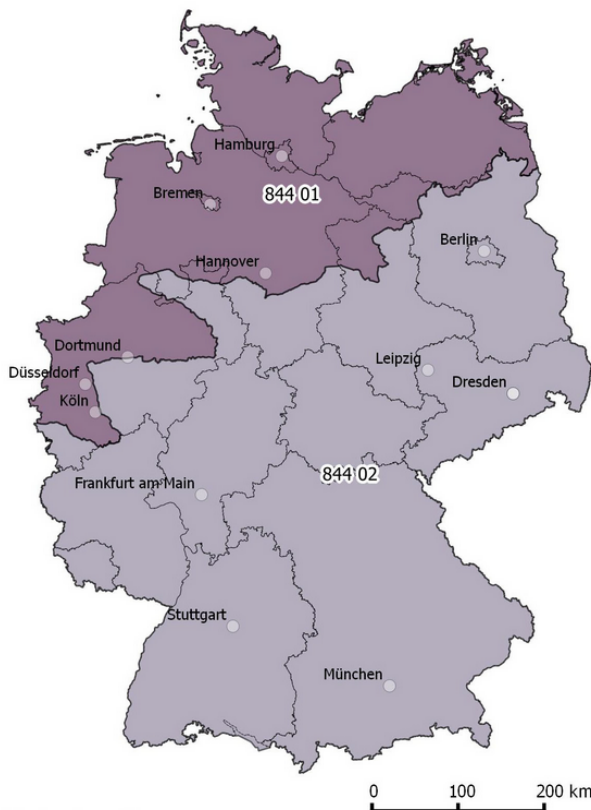 Hamburg
844 01
Bremen
Berlin
Hannover
Dortmund
Leipzig
Düsseldorf
Dresden
Köln
844 02
Frankfurt am Main
Stuttgart
München
0 100 200 km